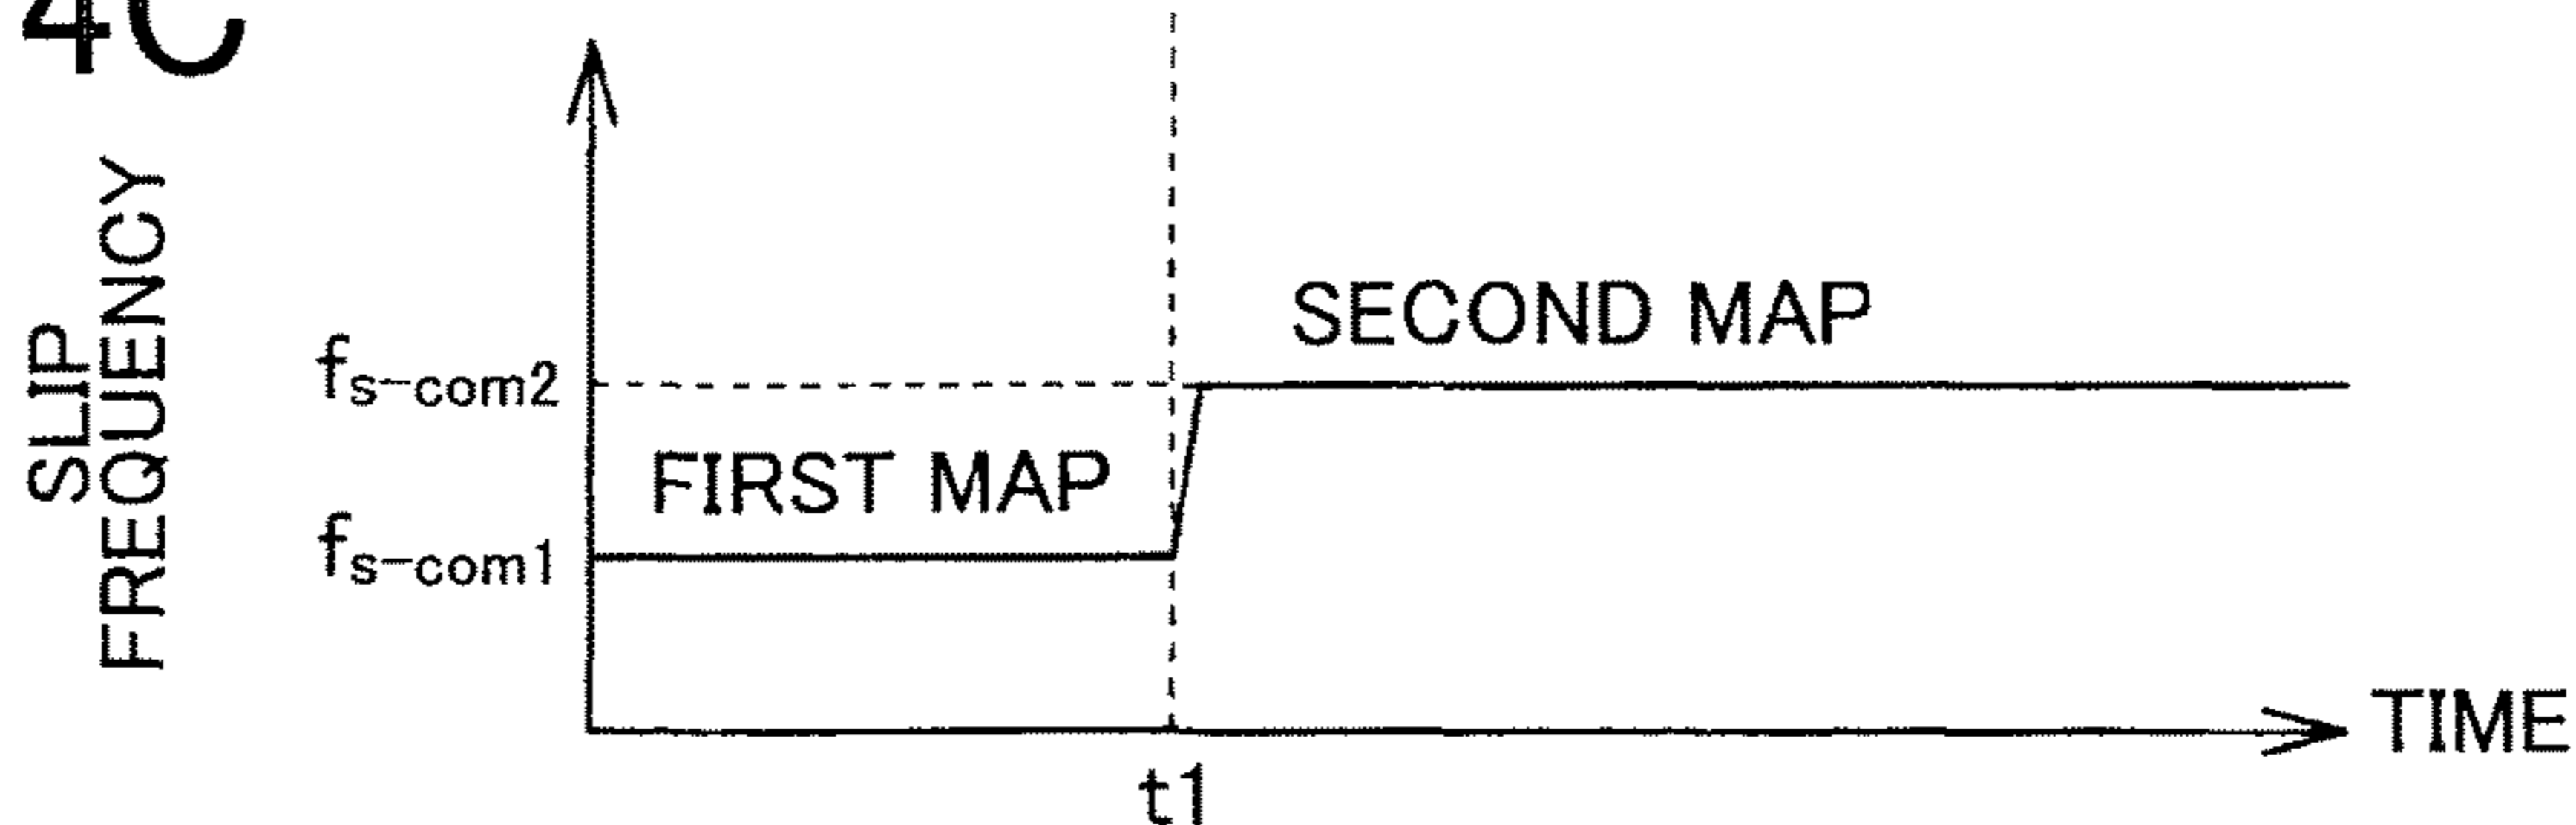 4C
SLIP
FREQUENCY
fs-com2
fs-com1
FIRST MAP
SECOND MAP
TIME
t1